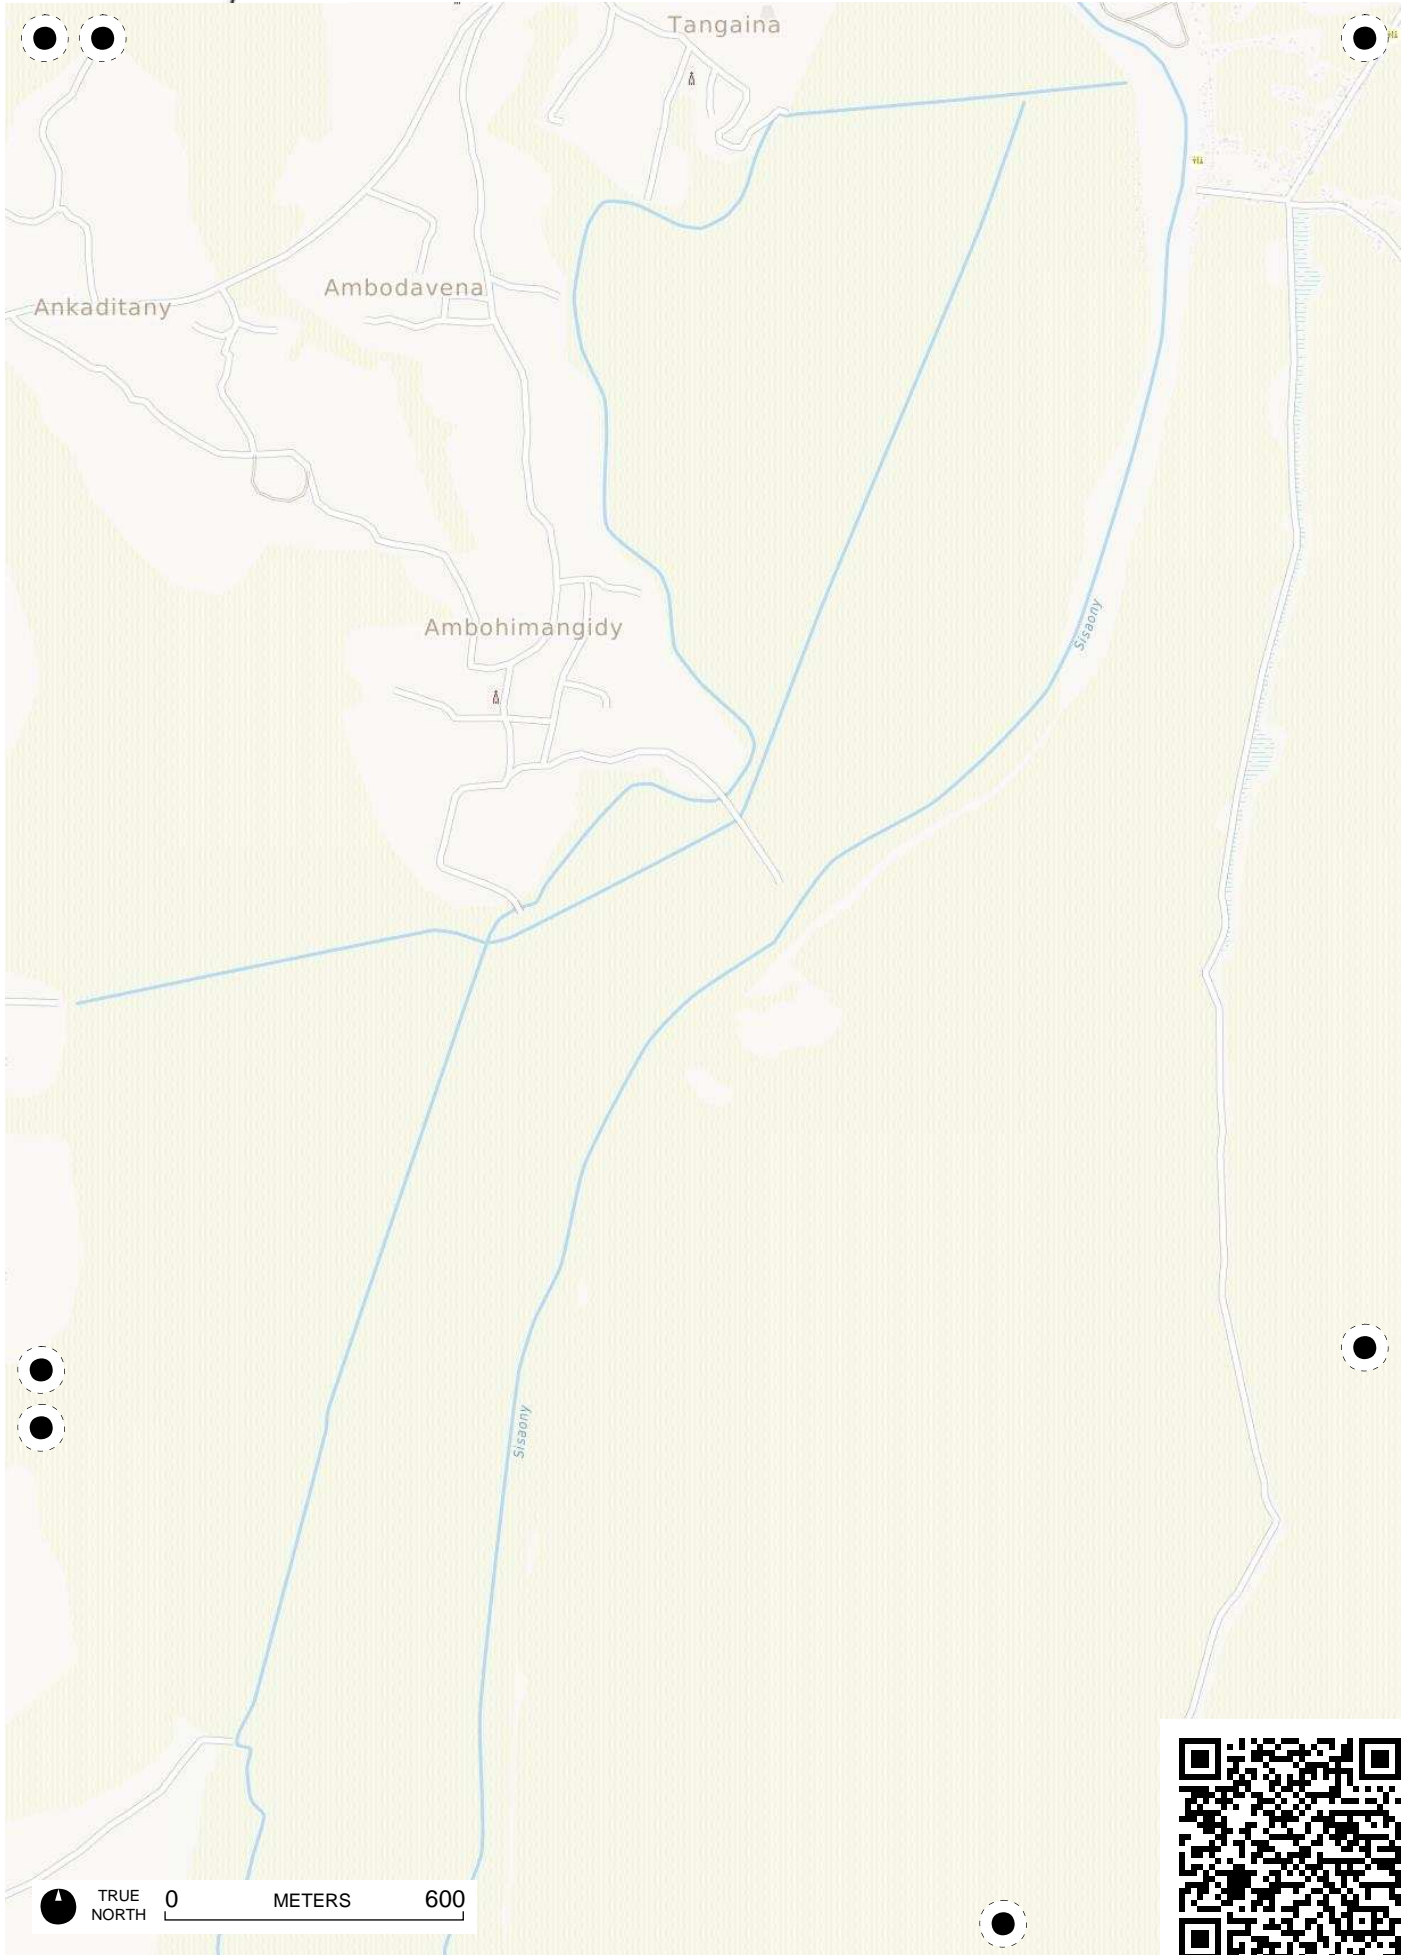 Tangaina
Ambodavena
Ankaditany
Sisaony
Ambohimangidy
Sisaony
TRUE
NORTH
0 METERS 600